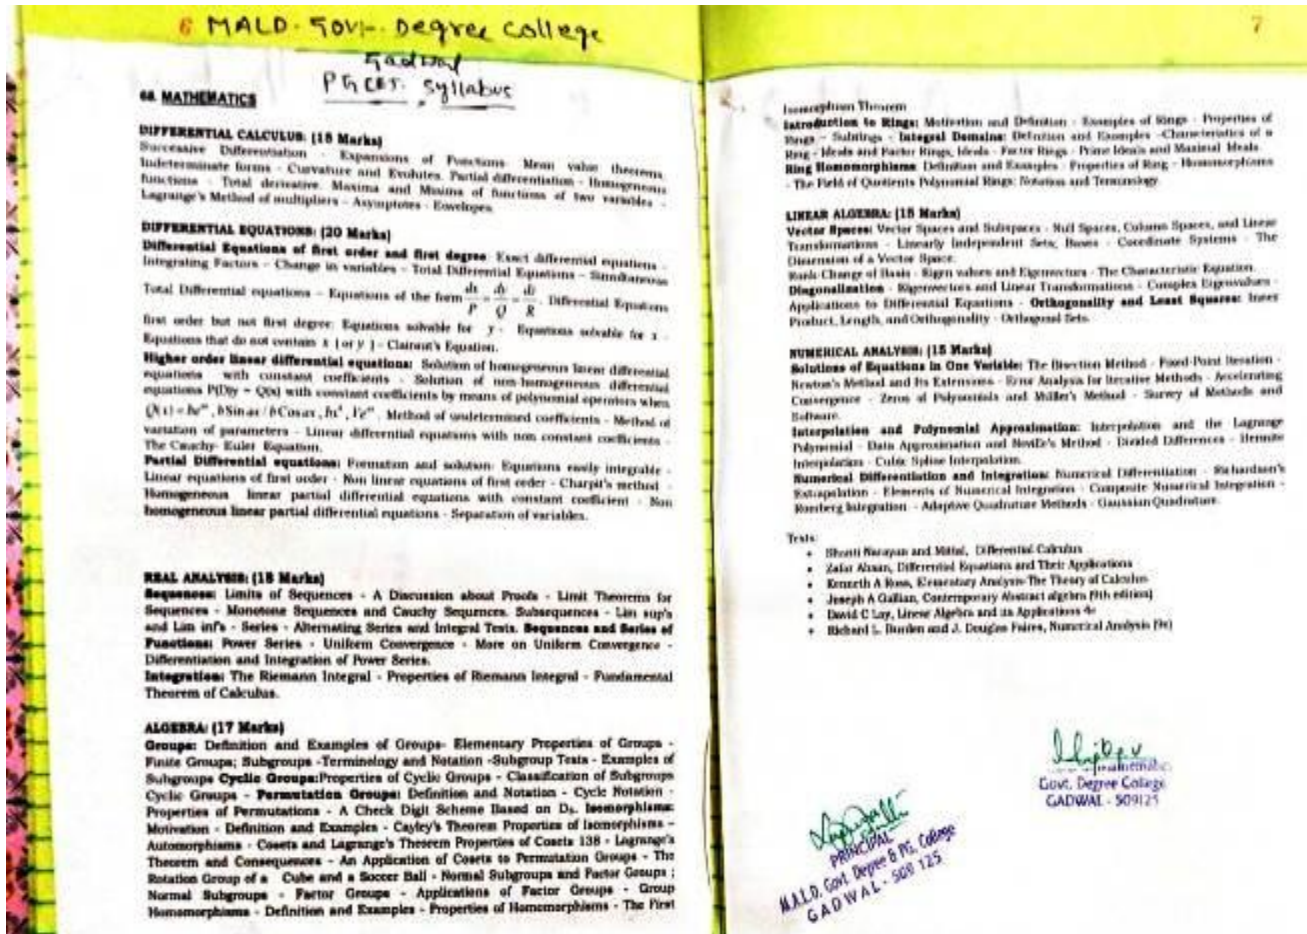 6 MALD. Govt. Degree College
Gadwal
PG CET. Syllabus
68. MATHEMATICS
DIFFERENTIAL CALCULUS: (15 Marks)
Successive Differentiation - Expansions of Functions- Mean value theorems.
Indeterminate forms - Curvature and Evolutes. Partial differentiation - Homogeneous
functions - Total derivative. Maxima and Minima of functions of two variables -
Lagrange's Method of multipliers - Asymptotes - Envelopes.
DIFFERENTIAL EQUATIONS: (20 Marks)
Differential Equations of first order and first degree: Exact differential equations -
Integrating Factors - Change in variables - Total Differential Equations - Simultaneous
Total Differential equations - Equations of the form dx/P = dy/Q = dz/R. Differential Equations
first order but not first degree: Equations solvable for y - Equations solvable for x -
Equations that do not contain x (or y) - Clairaut's Equation.
Higher order linear differential equations: Solution of homogeneous linear differential
equations with constant coefficients - Solution of non-homogeneous differential
equations P(D)y = Q(x) with constant coefficients by means of polynomial operators when
Q(x) = be^ax, bSin ax / bCos ax, bx^k, Ve^ax. Method of undetermined coefficients - Method of
variation of parameters - Linear differential equations with non constant coefficients -
The Cauchy- Euler Equation.
Partial Differential equations: Formation and solution- Equations easily integrable -
Linear equations of first order - Non linear equations of first order - Charpit's method -
Homogeneous linear partial differential equations with constant coefficient - Non
homogeneous linear partial differential equations - Separation of variables.
REAL ANALYSIS: (18 Marks)
Sequences: Limits of Sequences - A Discussion about Proofs - Limit Theorems for
Sequences - Monotone Sequences and Cauchy Sequences. Subsequences - Lim sup's
and Lim inf's - Series - Alternating Series and Integral Tests. Sequences and Series of
Functions: Power Series - Uniform Convergence - More on Uniform Convergence -
Differentiation and Integration of Power Series.
Integration: The Riemann Integral - Properties of Riemann Integral - Fundamental
Theorem of Calculus.
ALGEBRA: (17 Marks)
Groups: Definition and Examples of Groups- Elementary Properties of Groups -
Finite Groups; Subgroups -Terminology and Notation -Subgroup Tests - Examples of
Subgroups Cyclic Groups:Properties of Cyclic Groups - Classification of Subgroups
Cyclic Groups - Permutation Groups: Definition and Notation - Cycle Notation -
Properties of Permutations - A Check Digit Scheme Based on D5. Isomorphisms:
Motivation - Definition and Examples - Cayley's Theorem Properties of Isomorphisms -
Automorphisms - Cosets and Lagrange's Theorem Properties of Cosets 138 - Lagrange's
Theorem and Consequences - An Application of Cosets to Permutation Groups - The
Rotation Group of a Cube and a Soccer Ball - Normal Subgroups and Factor Groups ;
Normal Subgroups - Factor Groups - Applications of Factor Groups - Group
Homomorphisms - Definition and Examples - Properties of Homomorphisms - The First
7
Isomorphism Theorem
Introduction to Rings: Motivation and Definition - Examples of Rings - Properties of
Rings - Subrings - Integral Domains: Definition and Examples -Characteristics of a
Ring - Ideals and Factor Rings, Ideals - Factor Rings - Prime Ideals and Maximal Ideals.
Ring Homomorphisms: Definition and Examples - Properties of Ring - Homomorphisms
- The Field of Quotients Polynomial Rings: Notation and Terminology.
LINEAR ALGEBRA: (15 Marks)
Vector Spaces: Vector Spaces and Subspaces - Null Spaces, Column Spaces, and Linear
Transformations - Linearly Independent Sets; Bases - Coordinate Systems - The
Dimension of a Vector Space.
Rank-Change of Basis - Eigen values and Eigenvectors - The Characteristic Equation.
Diagonalization - Eigenvectors and Linear Transformations - Complex Eigenvalues -
Applications to Differential Equations - Orthogonality and Least Squares: Inner
Product, Length, and Orthogonality - Orthogonal Sets.
NUMERICAL ANALYSIS: (15 Marks)
Solutions of Equations in One Variable: The Bisection Method - Fixed-Point Iteration -
Newton's Method and Its Extensions - Error Analysis for Iterative Methods - Accelerating
Convergence - Zeros of Polynomials and Müller's Method - Survey of Methods and
Software.
Interpolation and Polynomial Approximation: Interpolation and the Lagrange
Polynomial - Data Approximation and Neville's Method - Divided Differences - Hermite
Interpolation - Cubic Spline Interpolation.
Numerical Differentiation and Integration: Numerical Differentiation - Richardson's
Extrapolation - Elements of Numerical Integration - Composite Numerical Integration -
Romberg Integration - Adaptive Quadrature Methods - Gaussian Quadrature.
Texts:
• Shanti Narayan and Mittal, Differential Calculus
• Zafar Ahsan, Differential Equations and Their Applications
• Kenneth A Ross, Elementary Analysis-The Theory of Calculus
• Joseph A Gallian, Contemporary Abstract algebra (9th edition)
• David C Lay, Linear Algebra and its Applications 4e
• Richard L. Burden and J. Douglas Faires, Numerical Analysis (9e)
Govt. Degree College
GADWAL - 509125
PRINCIPAL
M.A.L.D. Govt. Degree & PG. College
GADWAL - 509 125